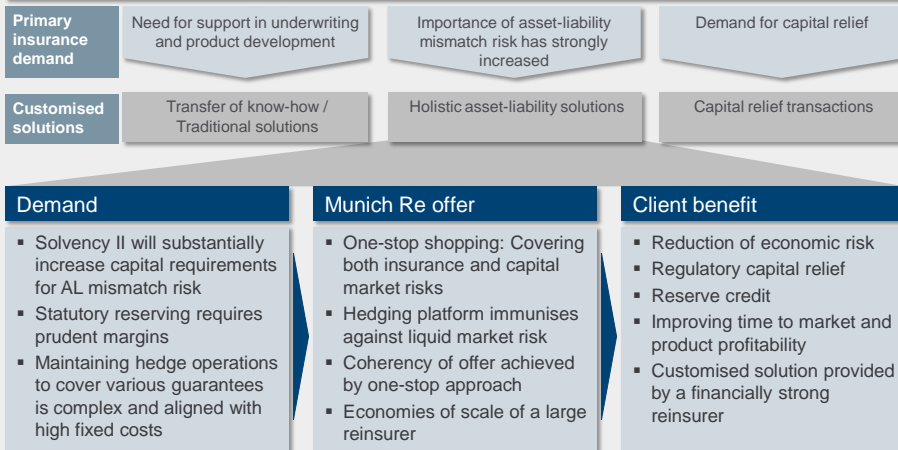 Primary
insurance
demand
Need for support in underwriting
and product development
Importance of asset-liability
mismatch risk has strongly
increased
Demand for capital relief
Customised
solutions
Transfer of know-how /
Traditional solutions
Holistic asset-liability solutions
Capital relief transactions
Demand
▪ Solvency II will substantially
increase capital requirements
for AL mismatch risk
▪ Statutory reserving requires
prudent margins
▪ Maintaining hedge operations
to cover various guarantees
is complex and aligned with
high fixed costs
Munich Re offer
▪ One-stop shopping: Covering
both insurance and capital
market risks
▪ Hedging platform immunises
against liquid market risk
▪ Coherency of offer achieved
by one-stop approach
▪ Economies of scale of a large
reinsurer
Client benefit
▪ Reduction of economic risk
▪ Regulatory capital relief
▪ Reserve credit
▪ Improving time to market and
product profitability
▪ Customised solution provided
by a financially strong
reinsurer